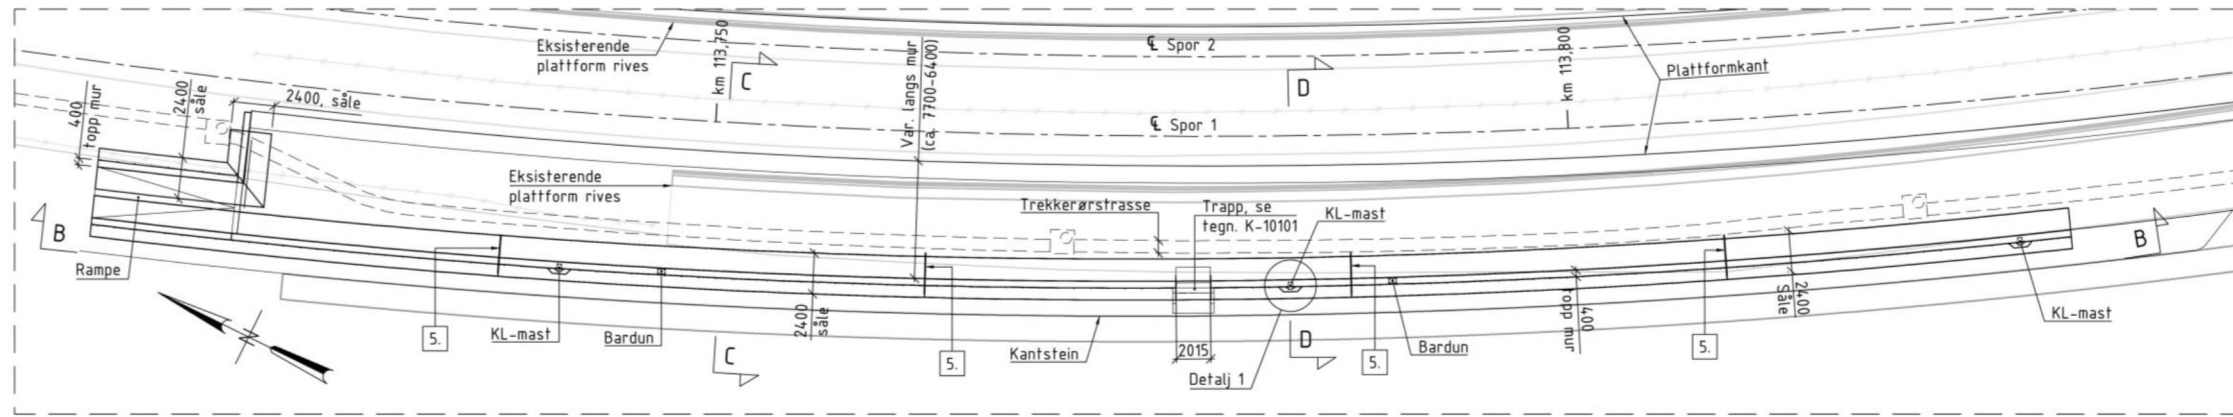 Eksisterende
plattform rives
km 113,750
C
Var. langs mur
(ca. 7700-6400)
℄ Spor 2
D
km 113,800
Plattformkant
400
topp mur
2400
såle
2400, såle
℄ Spor 1
Eksisterende
plattform rives
Trekkerørstrasse
Trapp, se
tegn. K-10101
KL-mast
B
Rampe
B
N
5.
KL-mast
Bardun
C
2400
såle
5.
Kantstein
2015
Detalj 1
D
5.
Bardun
400
topp mur
5.
2400
Såle
KL-mast